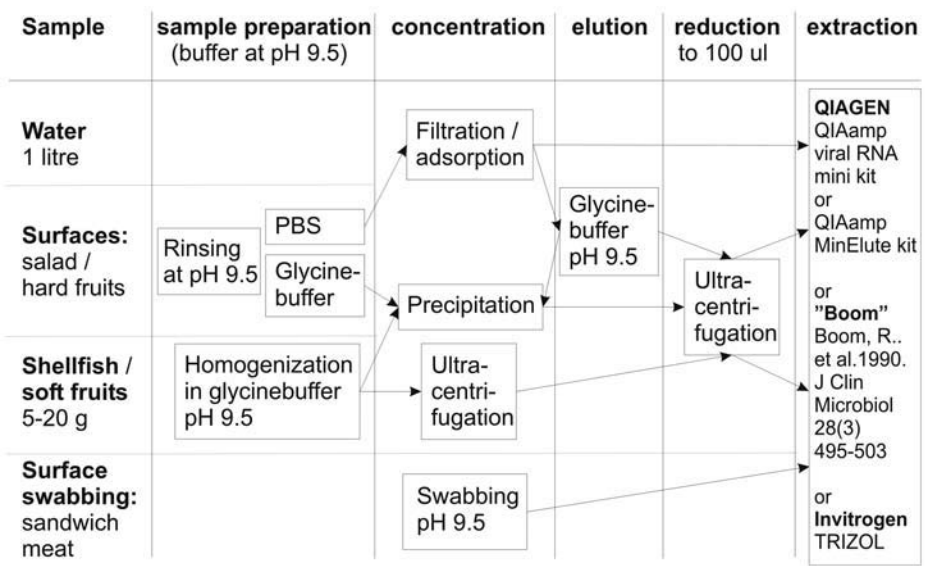 Sample
sample preparation
(buffer at pH 9.5)
concentration
elution
reduction
to 100 ul
extraction
Water
1 litre
Filtration /
adsorption
Surfaces:
salad /
hard fruits
Rinsing
at pH 9.5
PBS
Glycine-
buffer
Precipitation
Glycine-
buffer
pH 9.5
Ultra-
centri-
fugation
Shellfish /
soft fruits
5-20 g
Homogenization
in glycinebuffer
pH 9.5
Ultra-
centri-
fugation
Surface
swabbing:
sandwich
meat
Swabbing
pH 9.5
QIAGEN
QIAamp
viral RNA
mini kit
or
QIAamp
MinElute kit
or
”Boom”
Boom, R..
et al.1990.
J Clin
Microbiol
28(3)
495-503
or
Invitrogen
TRIZOL